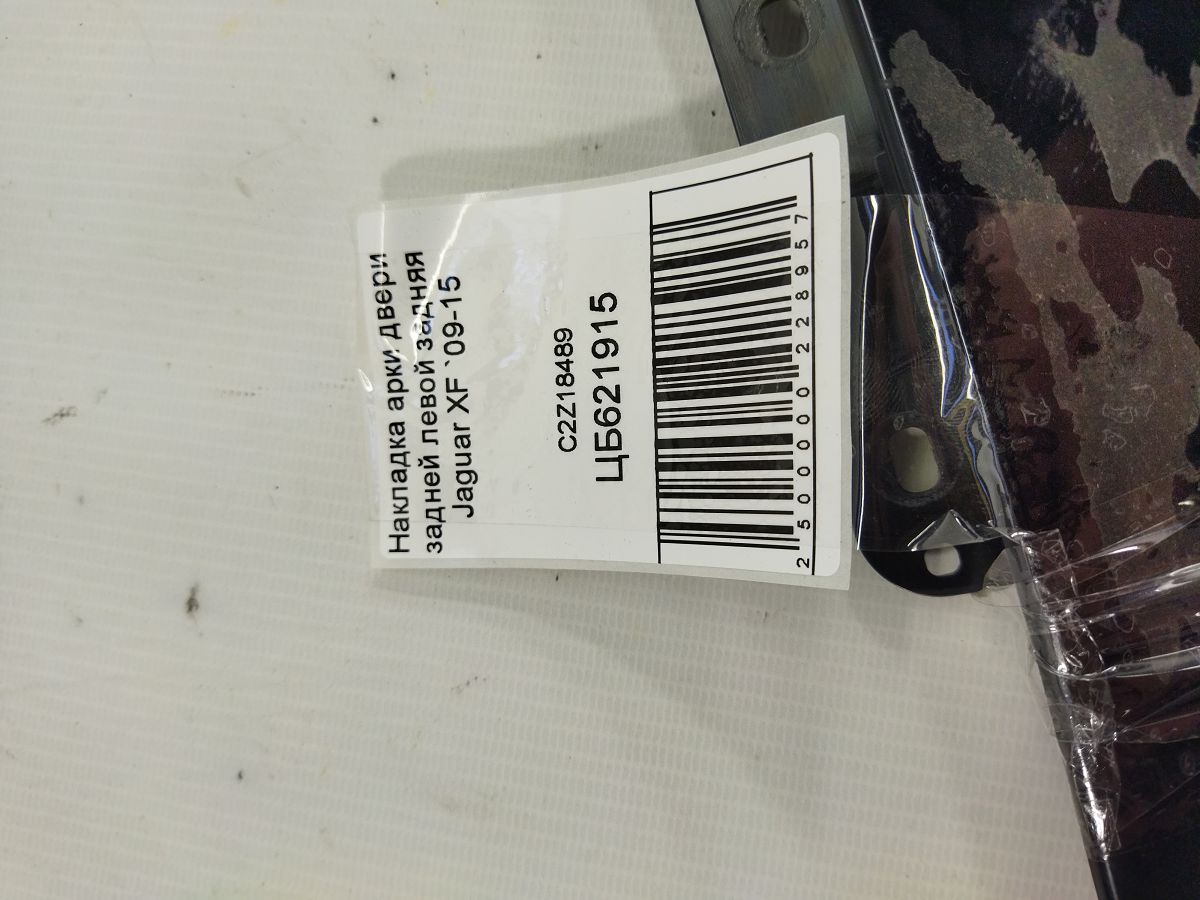 Накладка арки двери
задней левой задняя
Jaguar XF `09-15
C2Z18489
ЦБ621915
2500000228957